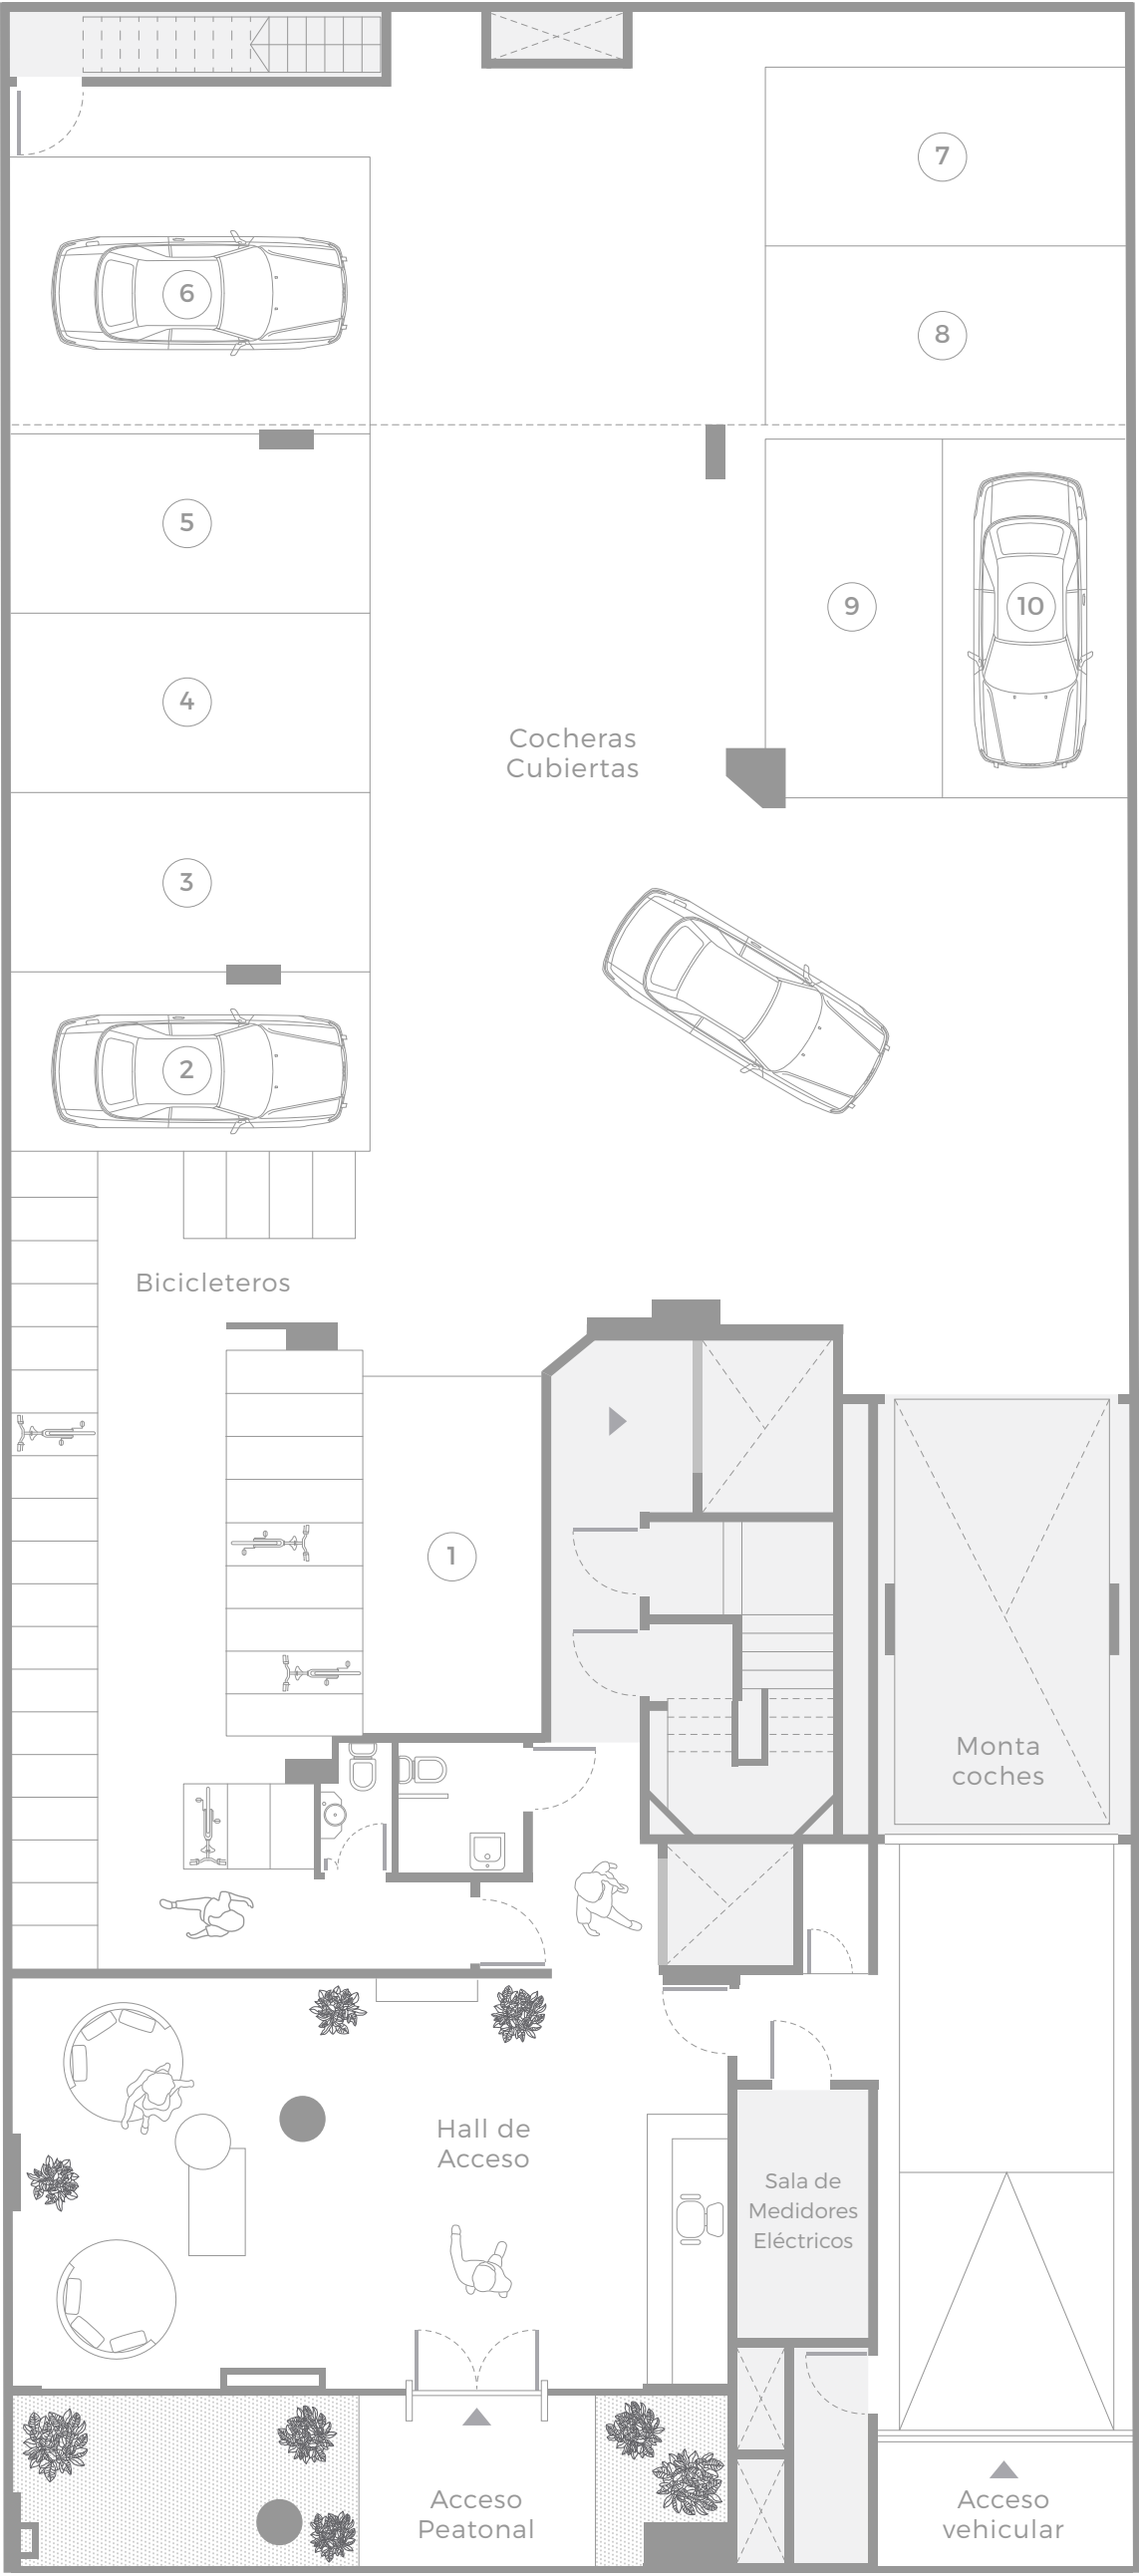 7
6
8
5
9
10
4
Cocheras
Cubiertas
3
2
Bicicleteros
1
Monta
coches
Hall de
Acceso
Sala de
Medidores
Eléctricos
Acceso
Peatonal
Acceso
vehicular